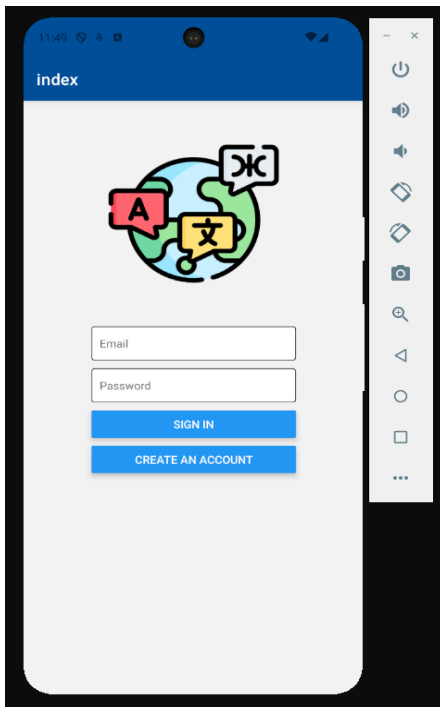 11:49
index
Ж
A
文
Email
Password
SIGN IN
CREATE AN ACCOUNT